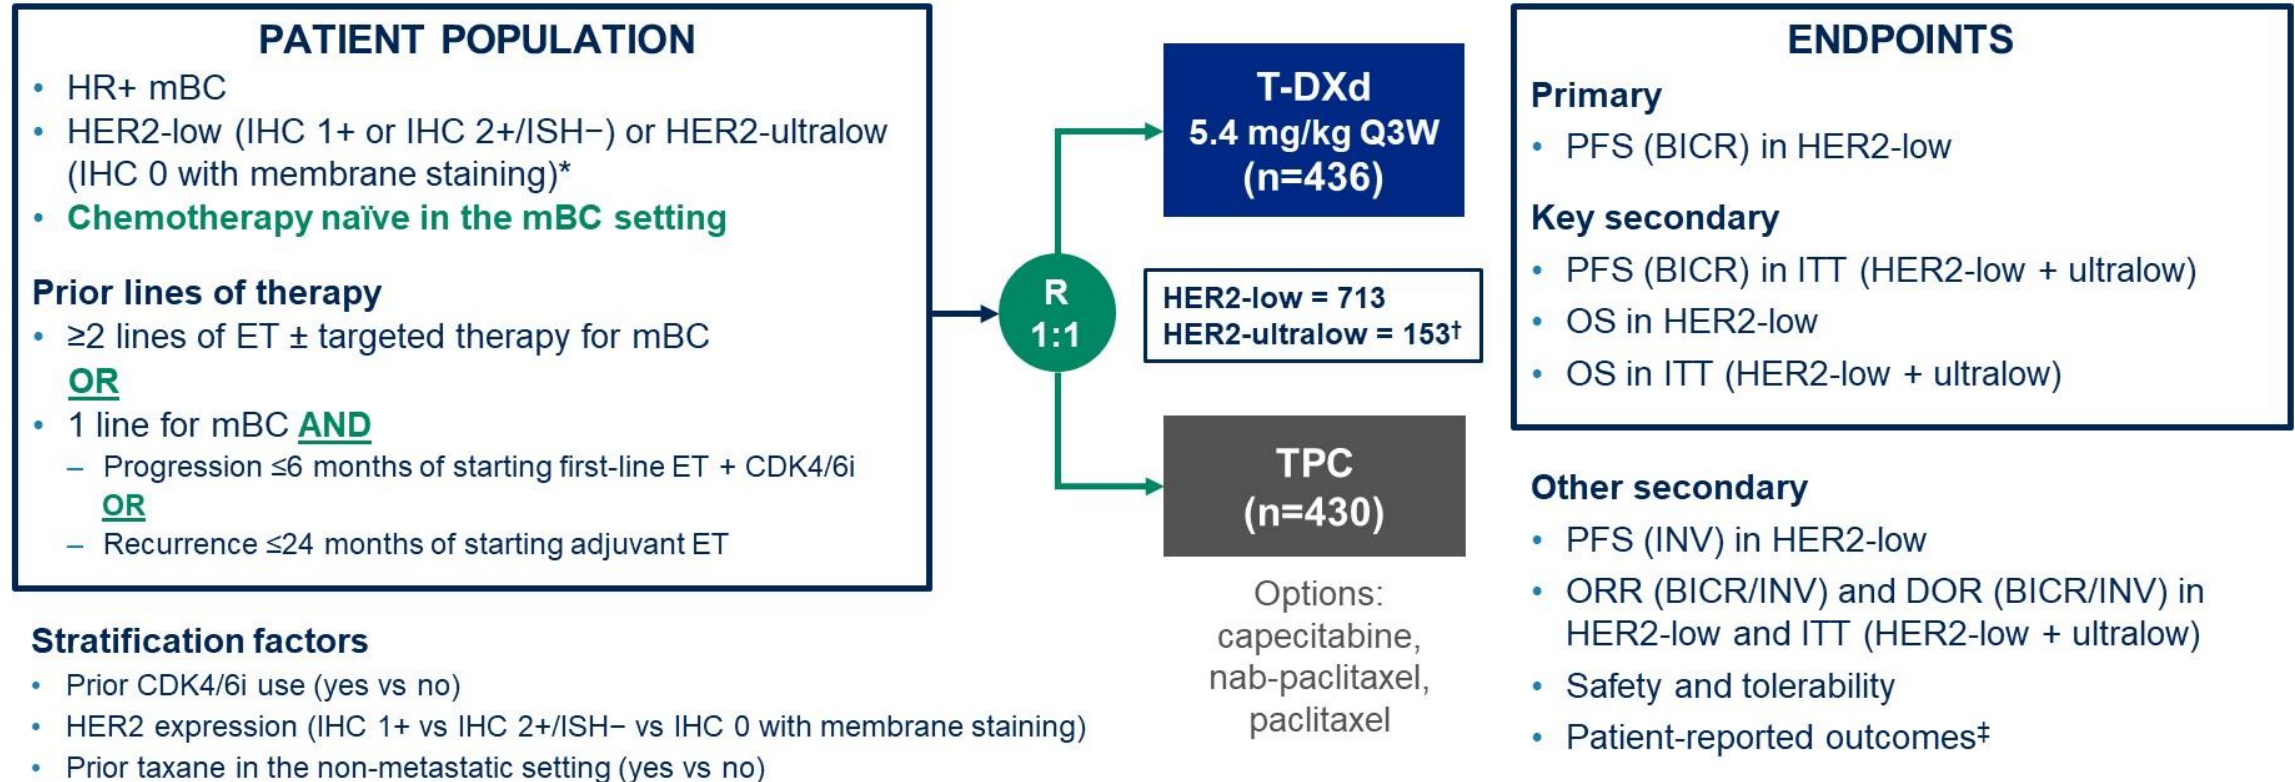 PATIENT POPULATION
• HR+ mBC
• HER2-low (IHC 1+ or IHC 2+/ISH−) or HER2-ultralow
(IHC 0 with membrane staining)*
• Chemotherapy naïve in the mBC setting
Prior lines of therapy
• ≥2 lines of ET ± targeted therapy for mBC
OR
• 1 line for mBC AND
– Progression ≤6 months of starting first-line ET + CDK4/6i
OR
– Recurrence ≤24 months of starting adjuvant ET
Stratification factors
• Prior CDK4/6i use (yes vs no)
• HER2 expression (IHC 1+ vs IHC 2+/ISH− vs IHC 0 with membrane staining)
• Prior taxane in the non-metastatic setting (yes vs no)
R
1:1
T-DXd
5.4 mg/kg Q3W
(n=436)
HER2-low = 713
HER2-ultralow = 153†
TPC
(n=430)
Options:
capecitabine,
nab-paclitaxel,
paclitaxel
ENDPOINTS
Primary
• PFS (BICR) in HER2-low
Key secondary
• PFS (BICR) in ITT (HER2-low + ultralow)
• OS in HER2-low
• OS in ITT (HER2-low + ultralow)
Other secondary
• PFS (INV) in HER2-low
• ORR (BICR/INV) and DOR (BICR/INV) in
HER2-low and ITT (HER2-low + ultralow)
• Safety and tolerability
• Patient-reported outcomes‡